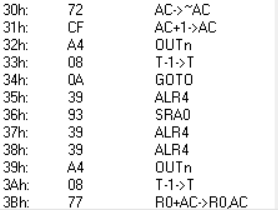 30h: 72 AC->~AC
31h: CF AC+1->AC
32h: A4 OUTn
33h: 08 T-1->T
34h: 0A GOTO
35h: 39 ALR4
36h: 93 SRA0
37h: 39 ALR4
38h: 39 ALR4
39h: A4 OUTn
3Ah: 08 T-1->T
3Bh: 77 R0+AC->R0,AC